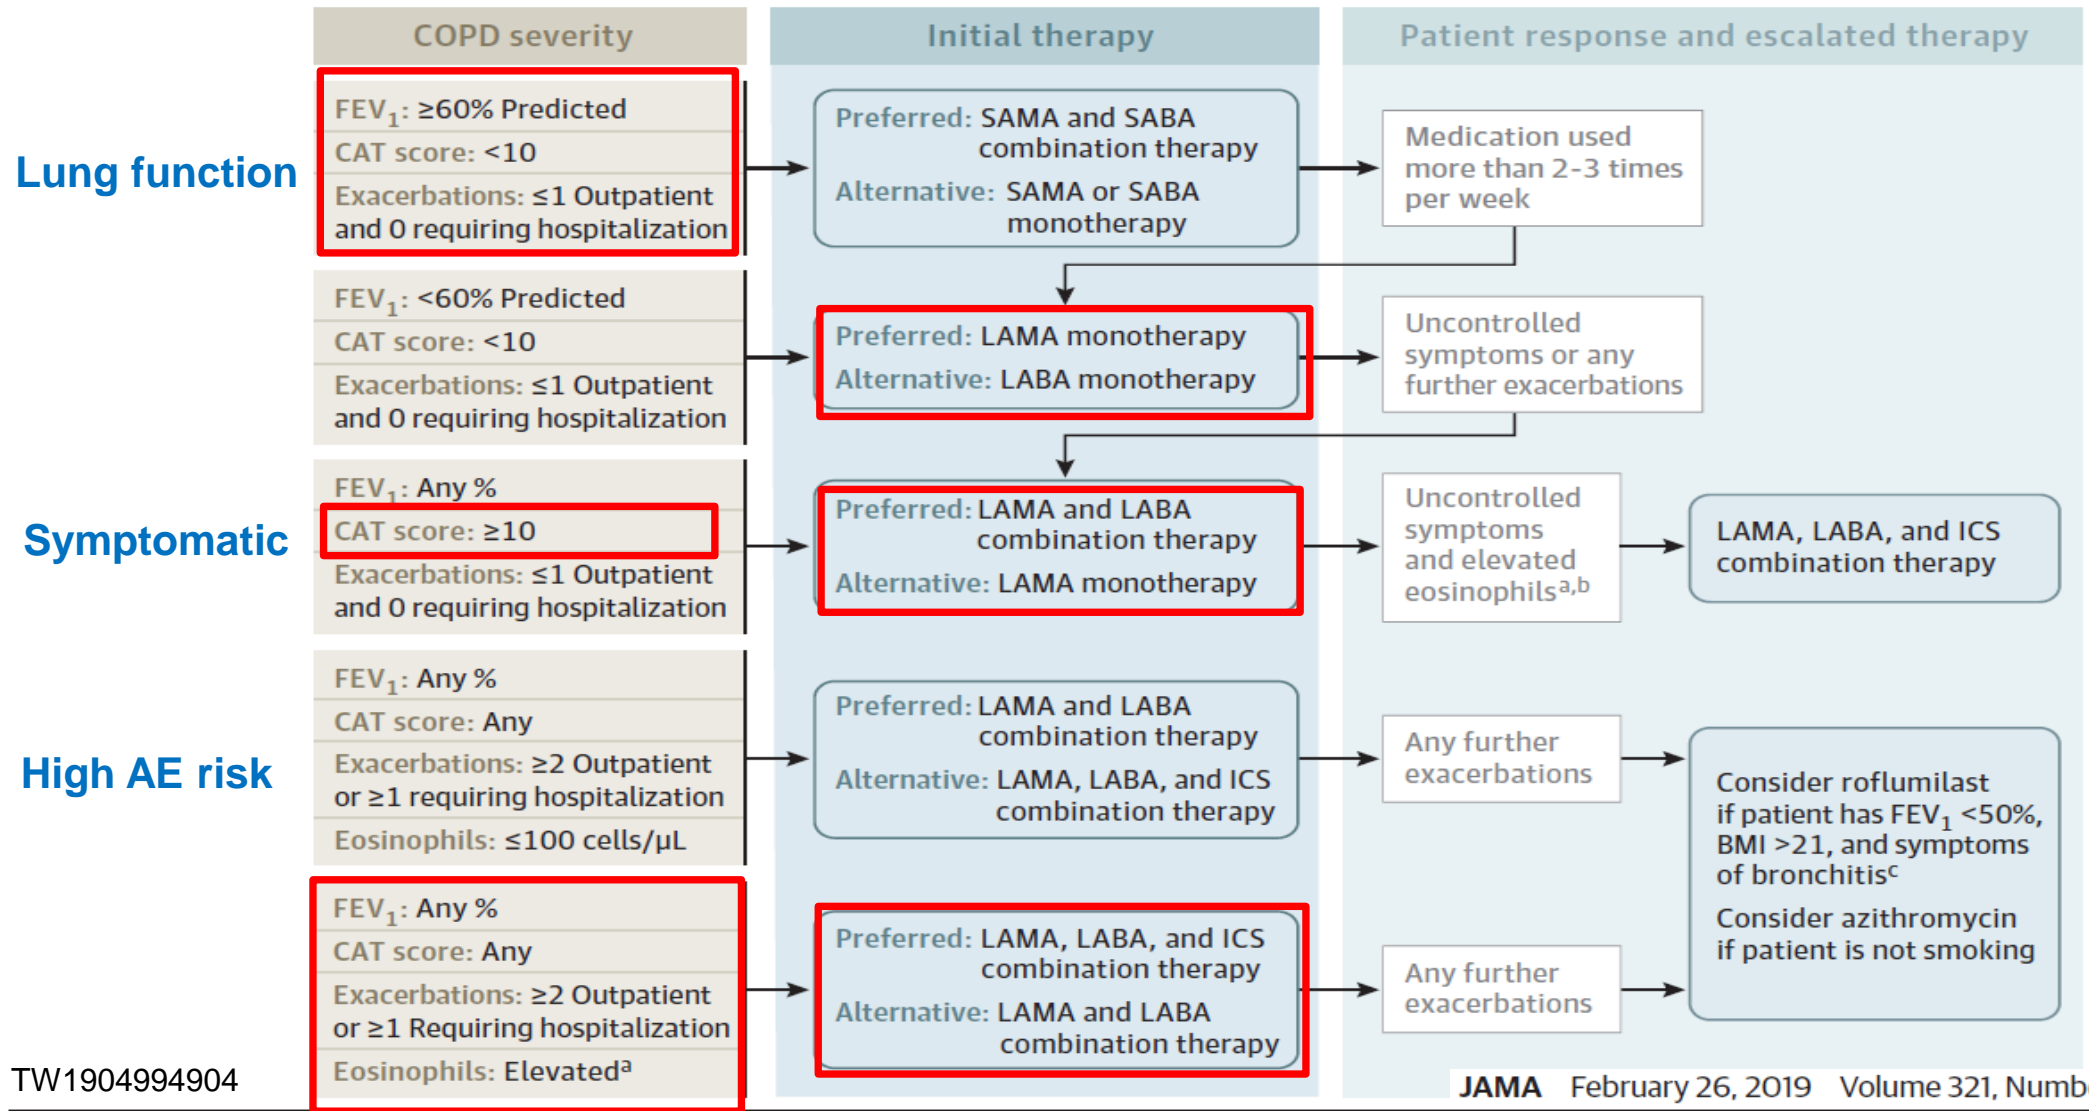 COPD severity
Initial therapy
Patient response and escalated therapy
Lung function
FEV₁: ≥60% Predicted
CAT score: <10
Exacerbations: ≤1 Outpatient
and 0 requiring hospitalization
Preferred: SAMA and SABA
combination therapy
Alternative: SAMA or SABA
monotherapy
Medication used
more than 2-3 times
per week
FEV₁: <60% Predicted
CAT score: <10
Exacerbations: ≤1 Outpatient
and 0 requiring hospitalization
Preferred: LAMA monotherapy
Alternative: LABA monotherapy
Uncontrolled
symptoms or any
further exacerbations
Symptomatic
FEV₁: Any %
CAT score: ≥10
Exacerbations: ≤1 Outpatient
and 0 requiring hospitalization
Preferred: LAMA and LABA
combination therapy
Alternative: LAMA monotherapy
Uncontrolled
symptoms
and elevated
eosinophilsᵃ,ᵇ
LAMA, LABA, and ICS
combination therapy
High AE risk
FEV₁: Any %
CAT score: Any
Exacerbations: ≥2 Outpatient
or ≥1 requiring hospitalization
Eosinophils: ≤100 cells/μL
Preferred: LAMA and LABA
combination therapy
Alternative: LAMA, LABA, and ICS
combination therapy
Any further
exacerbations
Consider roflumilast
if patient has FEV₁ <50%,
BMI >21, and symptoms
of bronchitisᶜ
Consider azithromycin
if patient is not smoking
FEV₁: Any %
CAT score: Any
Exacerbations: ≥2 Outpatient
or ≥1 Requiring hospitalization
Eosinophils: Elevatedᵃ
Preferred: LAMA, LABA, and ICS
combination therapy
Alternative: LAMA and LABA
combination therapy
Any further
exacerbations
TW1904994904
JAMA February 26, 2019 Volume 321, Numb